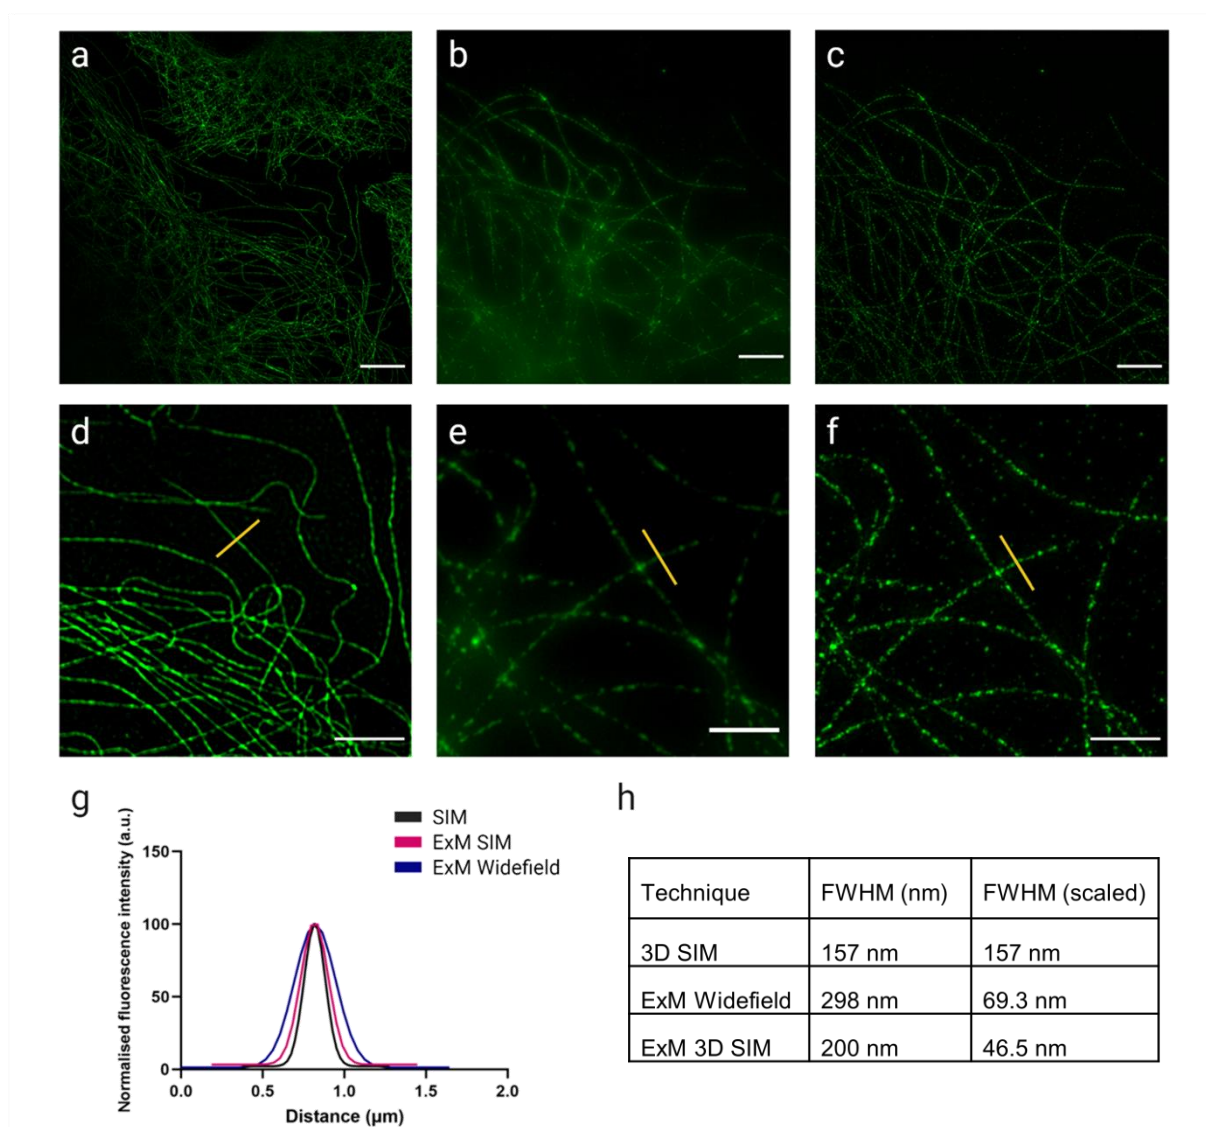 a
b
c
d
e
f
g
h
SIM
ExM SIM
ExM Widefield
Normalised fluorescence intensity (a.u.)
150
100
50
0
0.0 0.5 1.0 1.5 2.0
Distance (µm)
Technique FWHM (nm) FWHM (scaled)
3D SIM 157 nm 157 nm
ExM Widefield 298 nm 69.3 nm
ExM 3D SIM 200 nm 46.5 nm